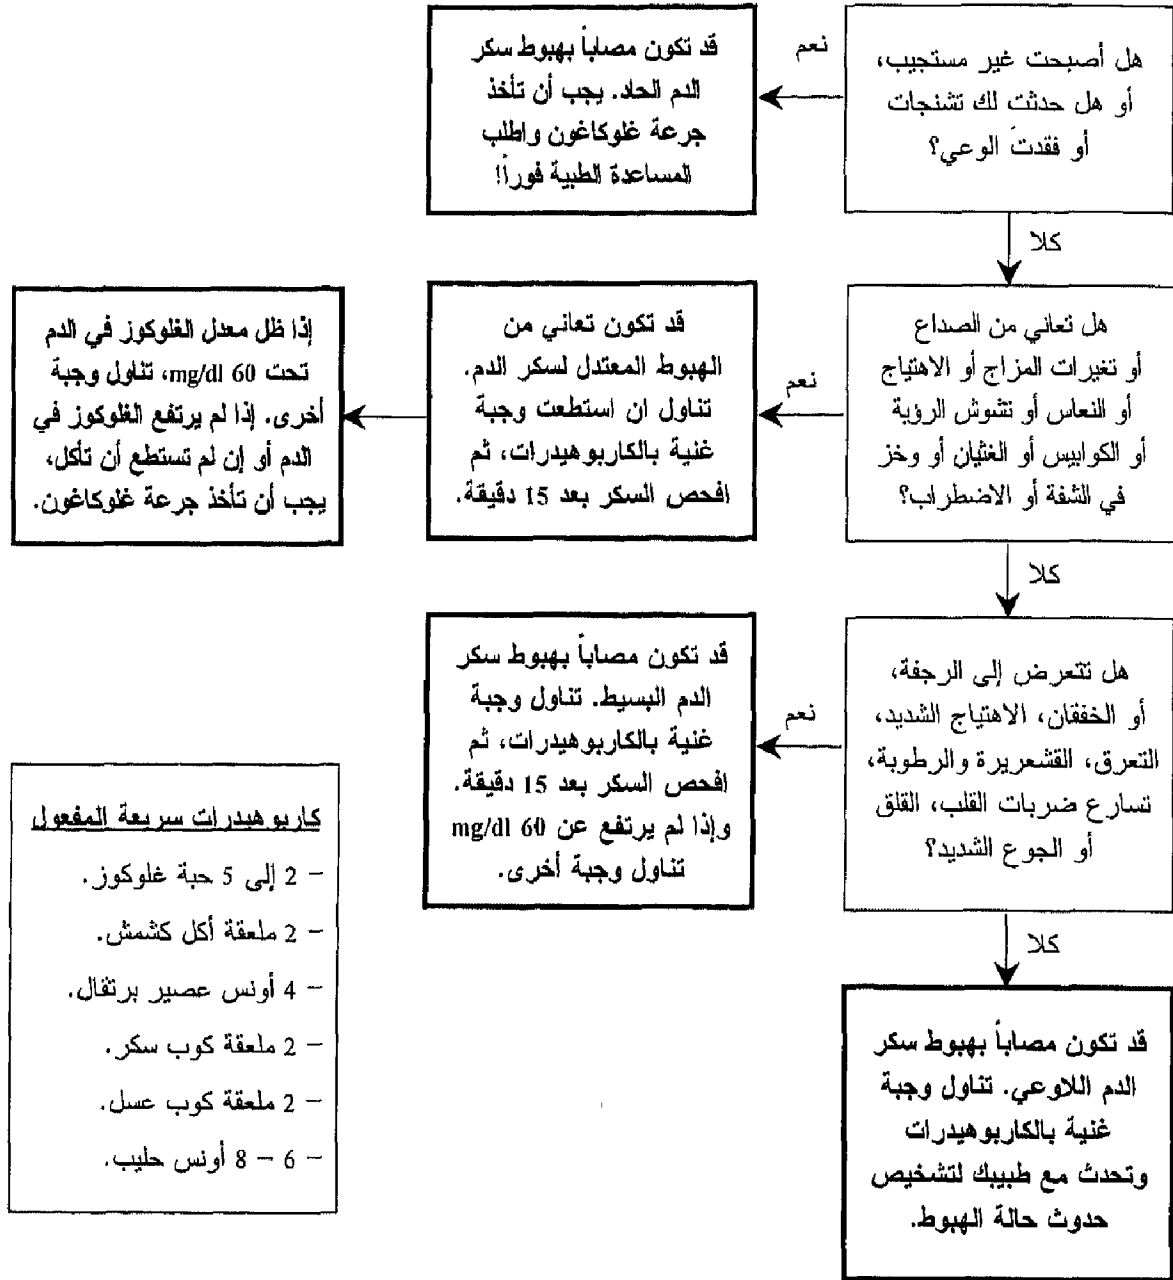 هل أصبحت غير مستجيب،
أو هل حدثت لك تشنجات
أو فقدتَ الوعي؟
نعم
قد تكون مصاباً بهبوط سكر
الدم الحاد. يجب أن تأخذ
جرعة غلوكاغون واطلب
المساعدة الطبية فوراً!
كلا
هل تعاني من الصداع
أو تغيرات المزاج أو الاهتياج
أو النعاس أو تشوش الرؤية
أو الكوابيس أو الغثيان أو وخز
في الشفة أو الاضطراب؟
نعم
قد تكون تعاني من
الهبوط المعتدل لسكر الدم.
تناول ان استطعت وجبة
غنية بالكاربوهيدرات، ثم
افحص السكر بعد 15 دقيقة.
إذا ظل معدل الغلوكوز في الدم
تحت 60 mg/dl، تناول وجبة
أخرى. إذا لم يرتفع الغلوكوز في
الدم أو إن لم تستطع أن تأكل،
يجب أن تأخذ جرعة غلوكاغون.
كلا
هل تتعرض إلى الرجفة،
أو الخفقان، الاهتياج الشديد،
التعرق، القشعريرة والرطوبة،
تسارع ضربات القلب، القلق
أو الجوع الشديد؟
نعم
قد تكون مصاباً بهبوط سكر
الدم البسيط. تناول وجبة
غنية بالكاربوهيدرات، ثم
افحص السكر بعد 15 دقيقة.
وإذا لم يرتفع عن 60 mg/dl
تناول وجبة أخرى.
كلا
قد تكون مصاباً بهبوط سكر
الدم اللاوعي. تناول وجبة
غنية بالكاربوهيدرات
وتحدث مع طبيبك لتشخيص
حدوث حالة الهبوط.
كاربوهيدرات سريعة المفعول
– 2 إلى 5 حبة غلوكوز.
– 2 ملعقة أكل كشمش.
– 4 أونس عصير برتقال.
– 2 ملعقة كوب سكر.
– 2 ملعقة كوب عسل.
– 6 – 8 أونس حليب.